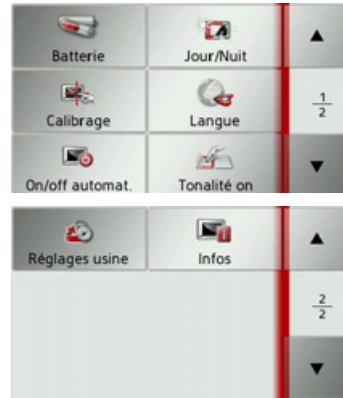 Batterie
Jour/Nuit
Calibrage
Langue
1
2
On/off automat.
Tonalité on
Réglages usine
Infos
2
2